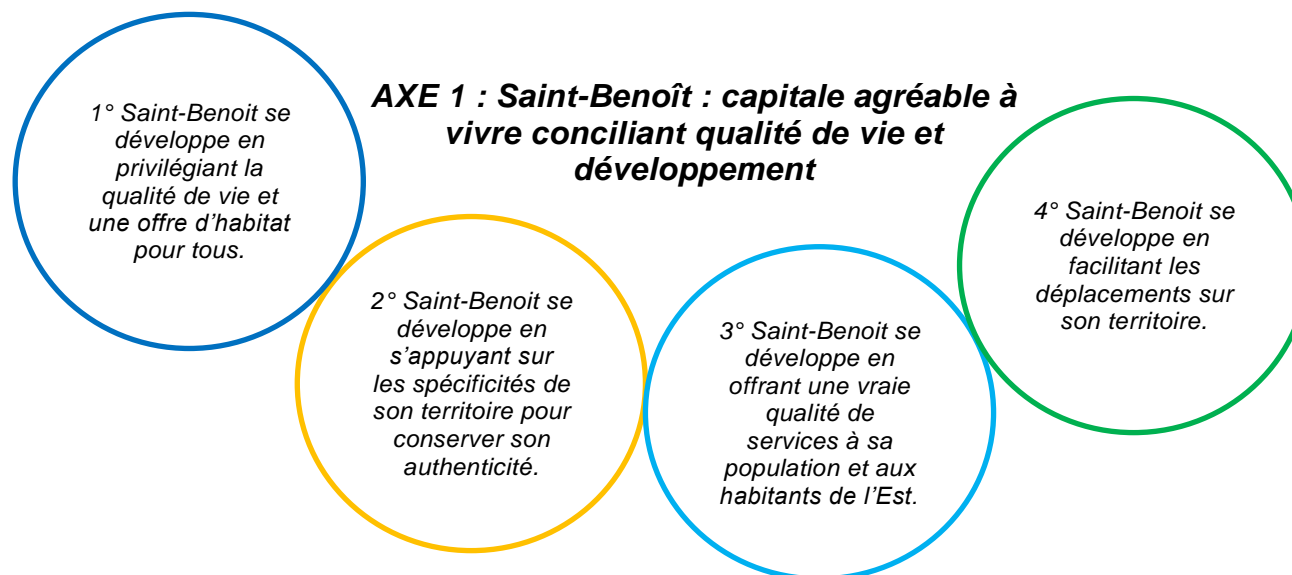 AXE 1 : Saint-Benoît : capitale agréable à
vivre conciliant qualité de vie et
développement
1° Saint-Benoit se
développe en
privilégiant la
qualité de vie et
une offre d’habitat
pour tous.
2° Saint-Benoit se
développe en
s’appuyant sur
les spécificités de
son territoire pour
conserver son
authenticité.
3° Saint-Benoit se
développe en
offrant une vraie
qualité de
services à sa
population et aux
habitants de l’Est.
4° Saint-Benoit se
développe en
facilitant les
déplacements sur
son territoire.